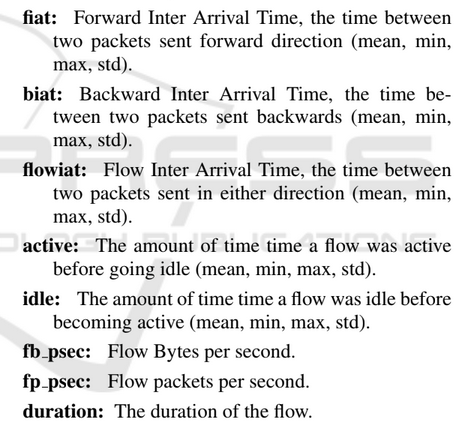 fiat: Forward Inter Arrival Time, the time between
two packets sent forward direction (mean, min,
max, std).
biat: Backward Inter Arrival Time, the time be-
tween two packets sent backwards (mean, min,
max, std).
flowiat: Flow Inter Arrival Time, the time between
two packets sent in either direction (mean, min,
max, std).
active: The amount of time time a flow was active
before going idle (mean, min, max, std).
idle: The amount of time time a flow was idle before
becoming active (mean, min, max, std).
fb_psec: Flow Bytes per second.
fp_psec: Flow packets per second.
duration: The duration of the flow.